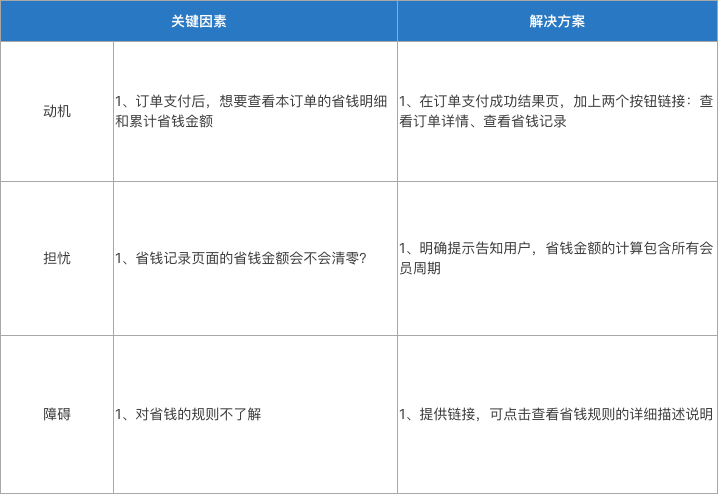 关键因素
解决方案
动机
1、订单支付后，想要查看本订单的省钱明细
和累计省钱金额
1、在订单支付成功结果页，加上两个按钮链接：查
看订单详情、查看省钱记录
担忧
1、省钱记录页面的省钱金额会不会清零？
1、明确提示告知用户，省钱金额的计算包含所有会
员周期
障碍
1、对省钱的规则不了解
1、提供链接，可点击查看省钱规则的详细描述说明